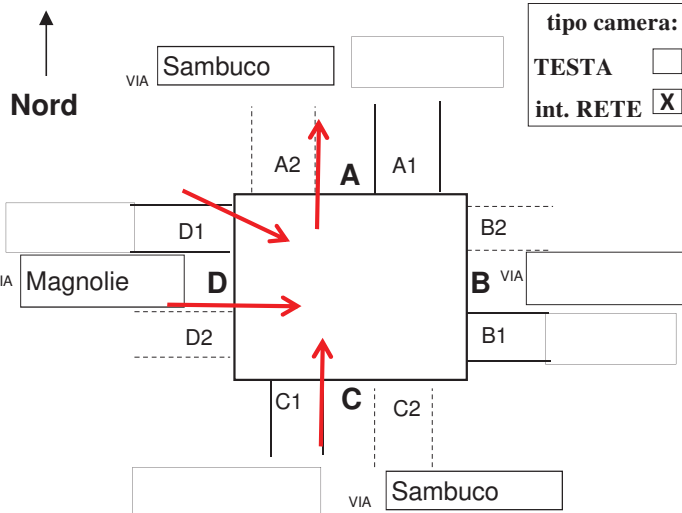 tipo camera:
TESTA
int. RETE X
Nord
VIA Sambuco
A2 A A1
D1 B2
VIA Magnolie D B VIA
D2 B1
C1 C C2
VIA Sambuco